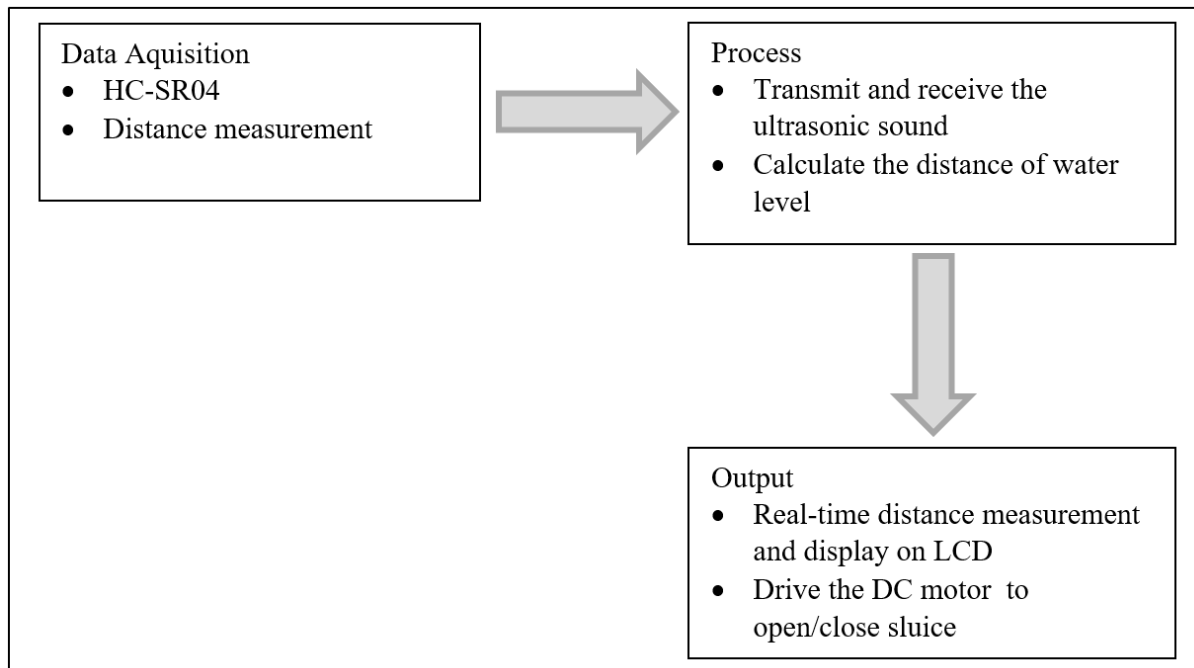 Data Aquisition
• HC-SR04
• Distance measurement
Process
• Transmit and receive the
ultrasonic sound
• Calculate the distance of water
level
Output
• Real-time distance measurement
and display on LCD
• Drive the DC motor  to
open/close sluice